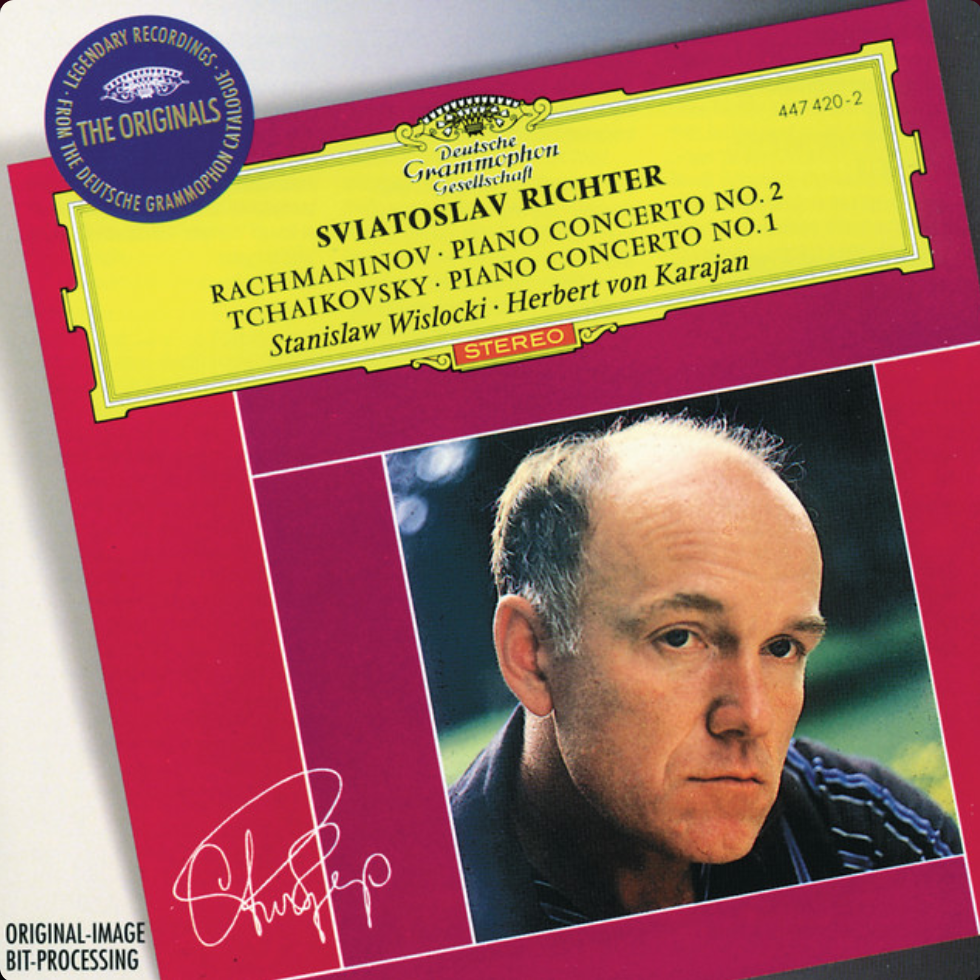 · LEGENDARY RECORDINGS ·
FROM THE DEUTSCHE GRAMMOPHON CATALOGUE
THE ORIGINALS
447 420-2
Deutsche
Grammophon
Gesellschaft
SVIATOSLAV RICHTER
RACHMANINOV · PIANO CONCERTO NO. 2
TCHAIKOVSKY · PIANO CONCERTO NO. 1
Stanislaw Wislocki · Herbert von Karajan
STEREO
ORIGINAL-IMAGE
BIT-PROCESSING